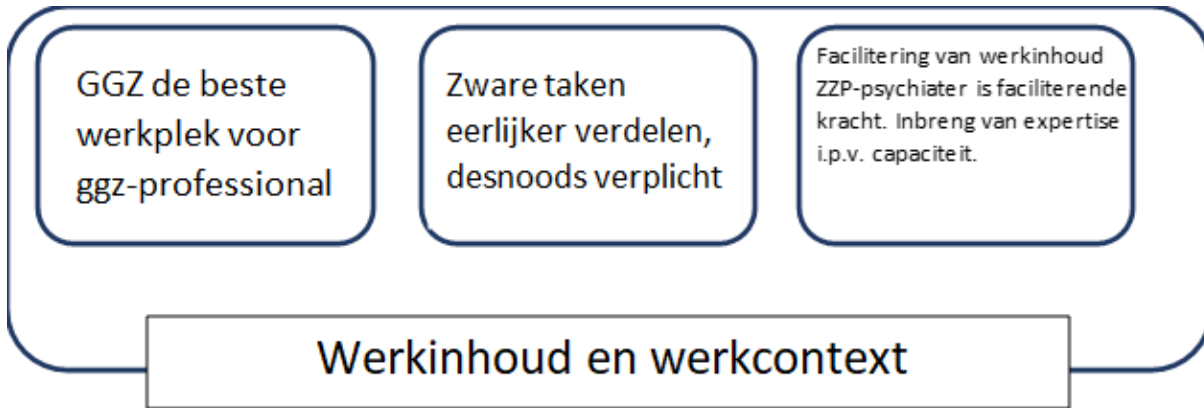 GGZ de beste
werkplek voor
ggz-professional
Zware taken
eerlijker verdelen,
desnoods verplicht
Facilitering van werkinhoud
ZZP-psychiater is faciliterende
kracht. Inbreng van expertise
i.p.v. capaciteit.
Werkinhoud en werkcontext